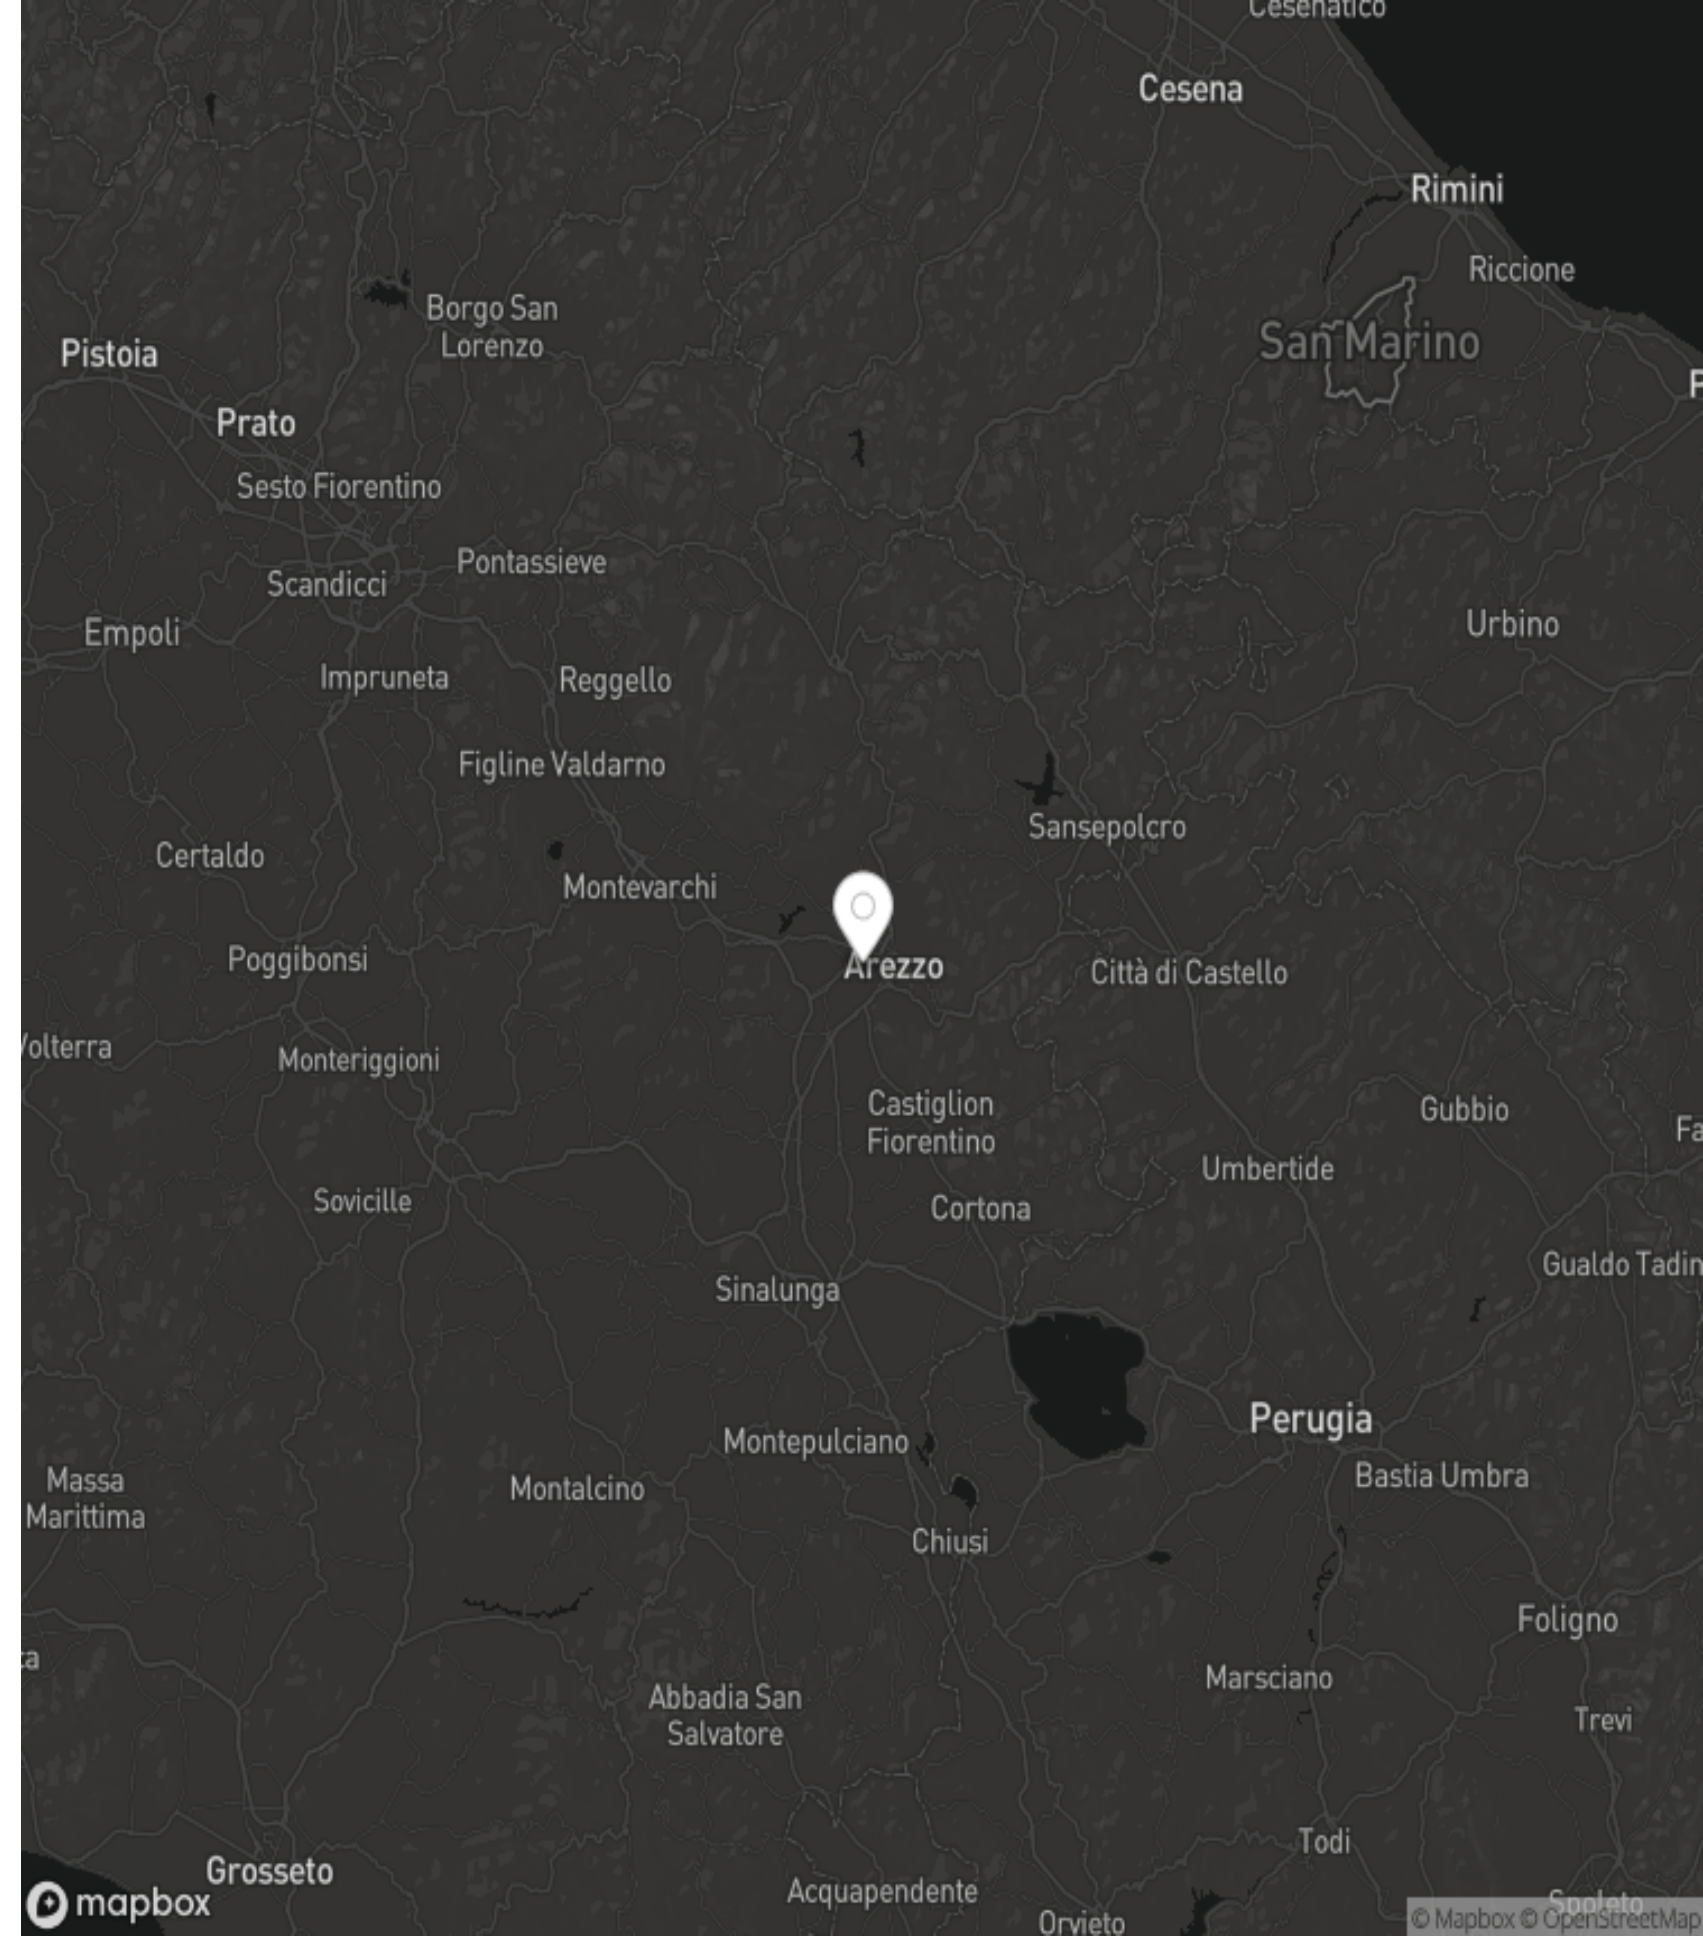 Cesenatico
Cesena
Rimini
Riccione
Borgo San
Lorenzo
San Marino
Pistoia
Prato
Sesto Fiorentino
Pontassieve
Scandicci
Empoli
Urbino
Impruneta
Reggello
Figline Valdarno
Sansepolcro
Certaldo
Montevarchi
Poggibonsi
Arezzo
Città di Castello
Volterra
Monteriggioni
Castiglion
Fiorentino
Gubbio
Umbertide
Sovicille
Cortona
Gualdo Tadin
Sinalunga
Perugia
Montepulciano
Bastia Umbra
Massa
Marittima
Montalcino
Chiusi
Foligno
Marsciano
Abbadia San
Salvatore
Trevi
Todi
Grosseto
Acquapendente
mapbox
Spoleto
Orvieto
© Mapbox © OpenStreetMap